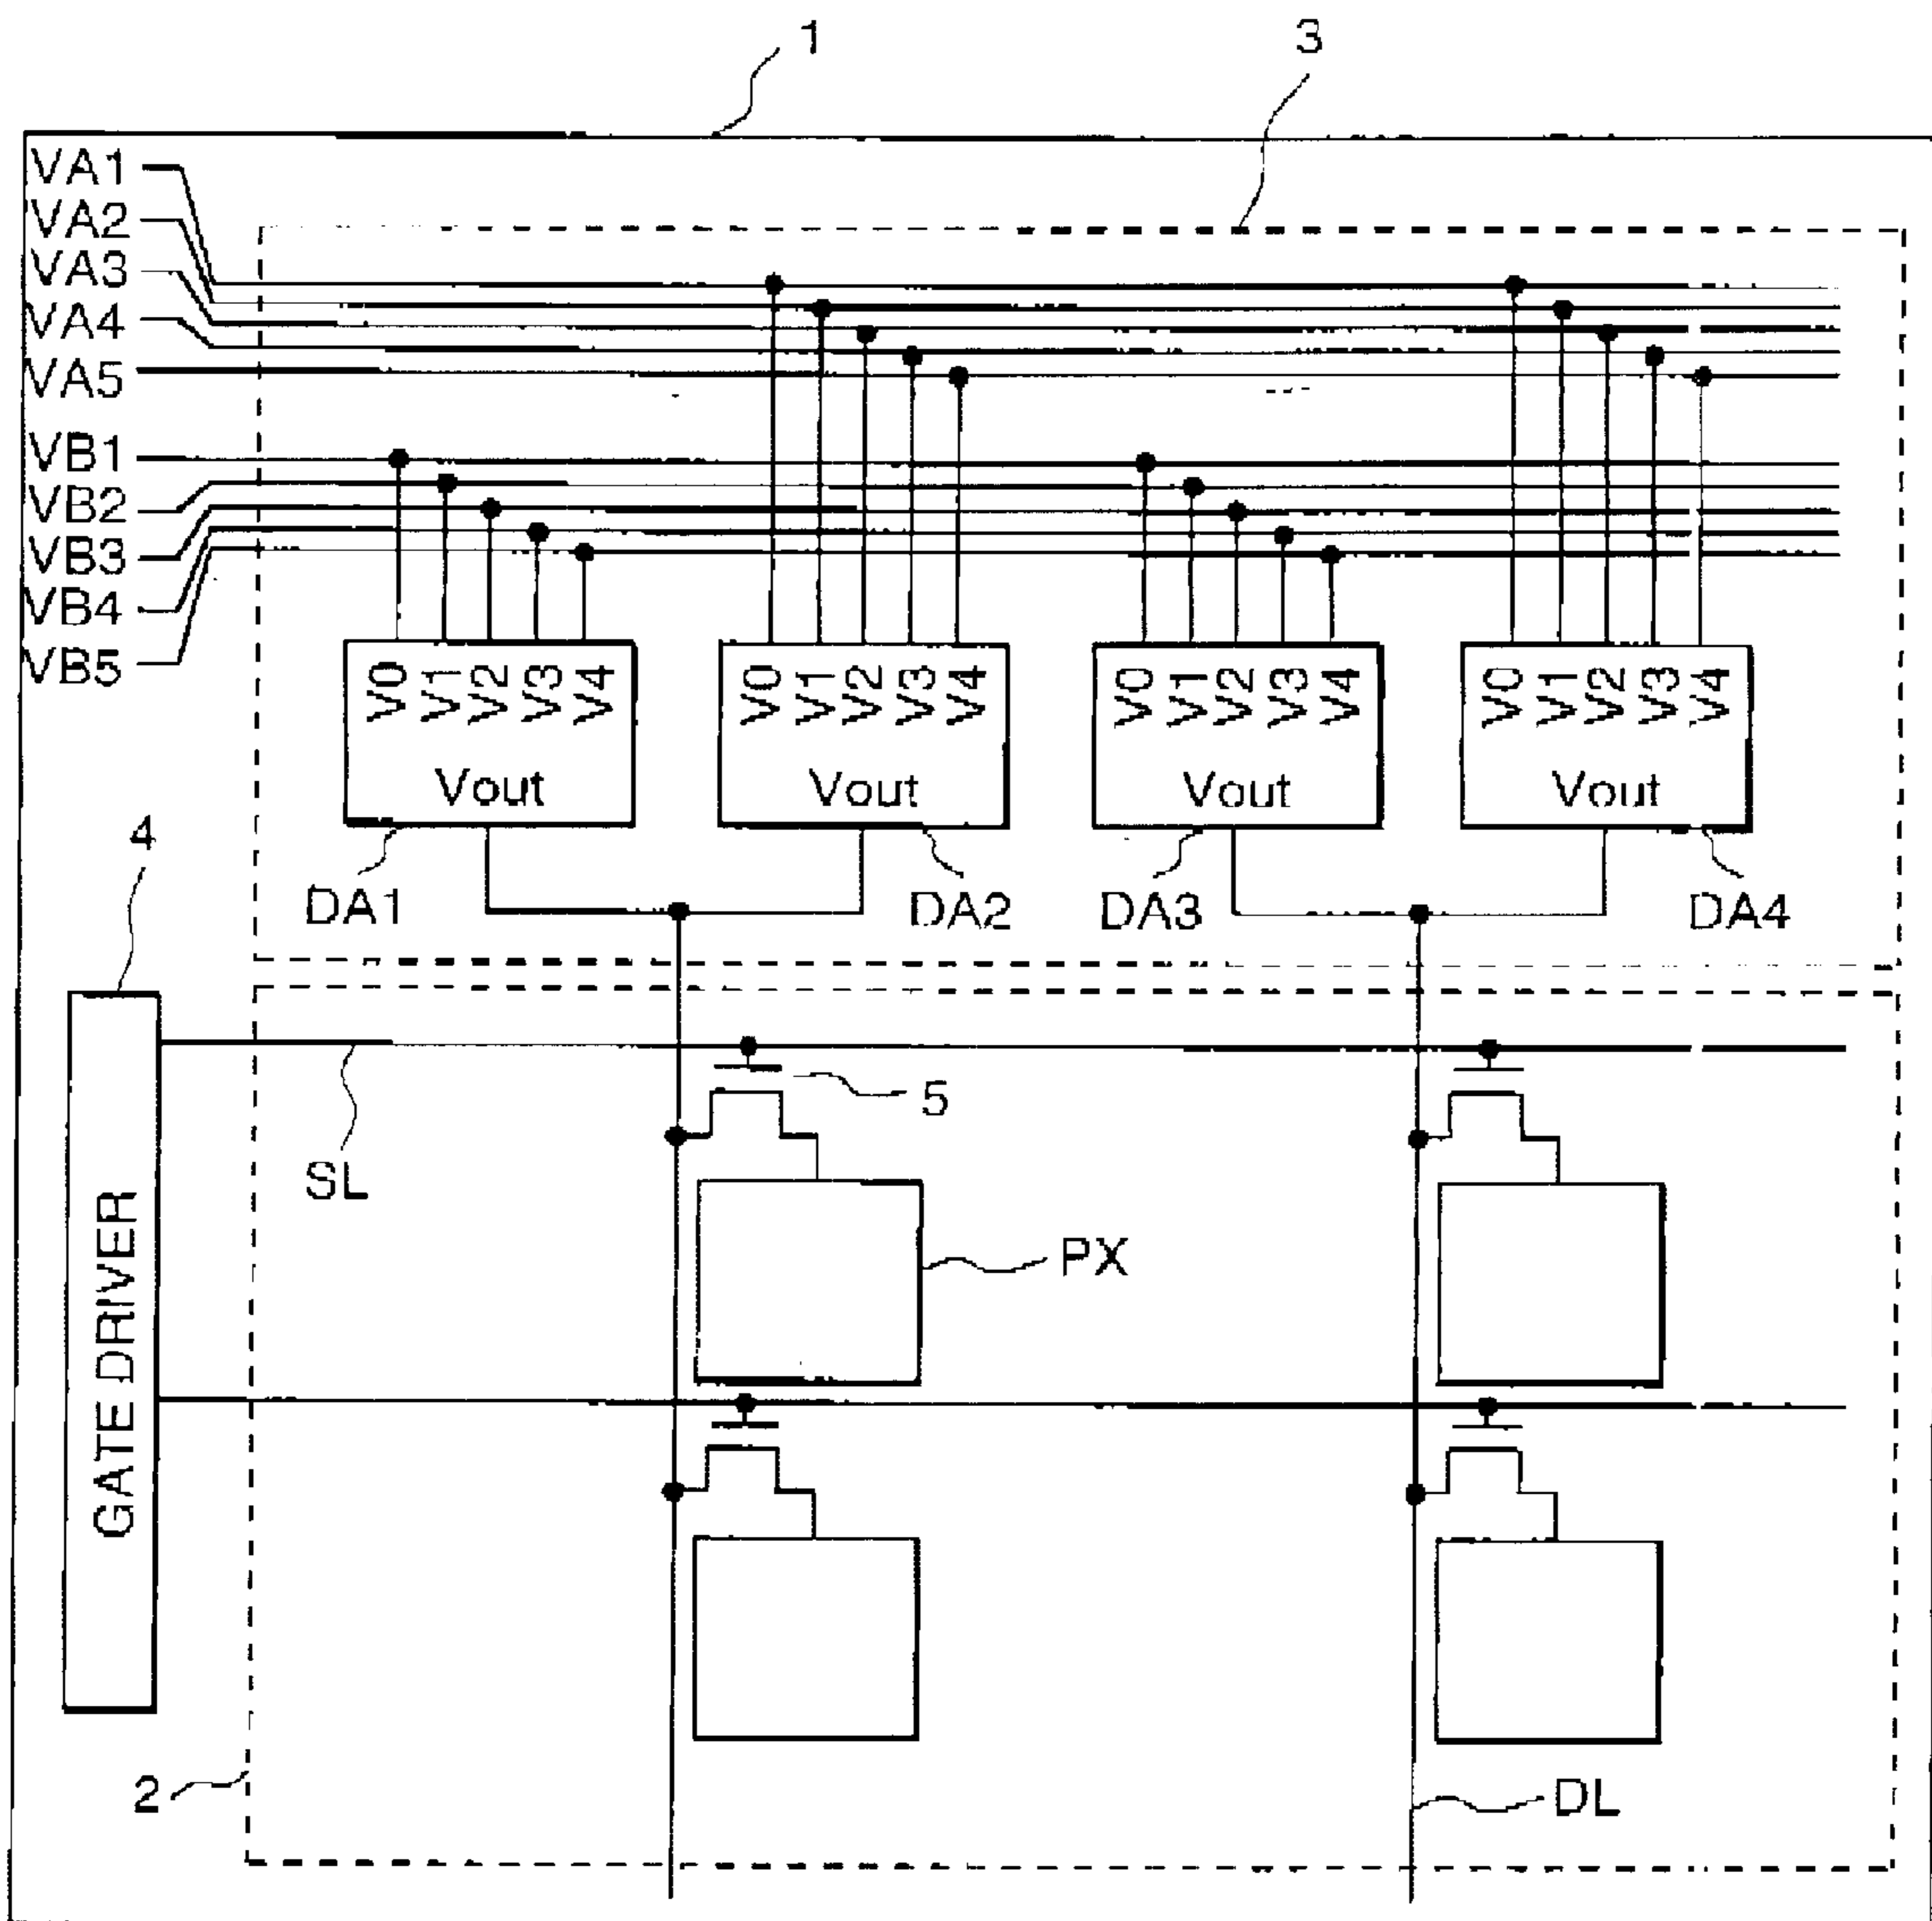 1
3
VA1
VA2
VA3
VA4
VA5
VB1
VB2
VB3
VB4
VB5
V0 V1 V2 V3 V4
Vout
V0 V1 V2 V3 V4
Vout
V0 V1 V2 V3 V4
Vout
V0 V1 V2 V3 V4
Vout
4
DA1
DA2
DA3
DA4
5
SL
GATE DRIVER
PX
2
DL